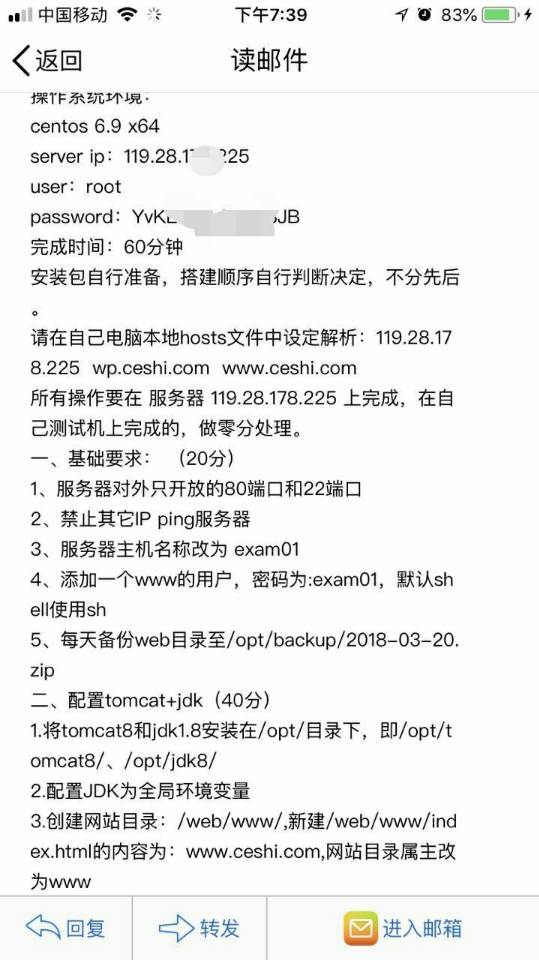 中国移动 下午7:39 83%
返回 读邮件
操作系统环境：
centos 6.9 x64
server ip：119.28.17 225
user：root
password：YvK JB
完成时间：60分钟
安装包自行准备，搭建顺序自行判断决定，不分先后
。
请在自己电脑本地hosts文件中设定解析：119.28.17
8.225 wp.ceshi.com www.ceshi.com
所有操作要在 服务器 119.28.178.225 上完成，在自
己测试机上完成的，做零分处理。
一、基础要求： （20分）
1、服务器对外只开放的80端口和22端口
2、禁止其它IP ping服务器
3、服务器主机名称改为 exam01
4、添加一个www的用户，密码为:exam01，默认sh
ell使用sh
5、每天备份web目录至/opt/backup/2018-03-20.
zip
二、配置tomcat+jdk（40分）
1.将tomcat8和jdk1.8安装在/opt/目录下，即/opt/t
omcat8/、/opt/jdk8/
2.配置JDK为全局环境变量
3.创建网站目录：/web/www/,新建/web/www/ind
ex.html的内容为：www.ceshi.com,网站目录属主改
为www
回复 转发 进入邮箱